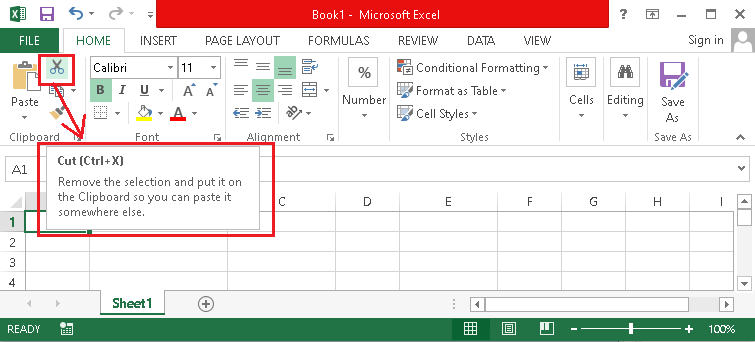 Book1 - Microsoft Excel
FILE HOME INSERT PAGE LAYOUT FORMULAS REVIEW DATA VIEW Sign in
Calibri 11
Paste
B I U A
Number
%
Conditional Formatting
Format as Table
Cell Styles
Cells
Editing
Save
As
Clipboard Font Alignment Styles Save As
A1
Cut (Ctrl+X)
Remove the selection and put it on
the Clipboard so you can paste it
somewhere else.
C D E F G H I
1
2
3
4
Sheet1
READY 100%